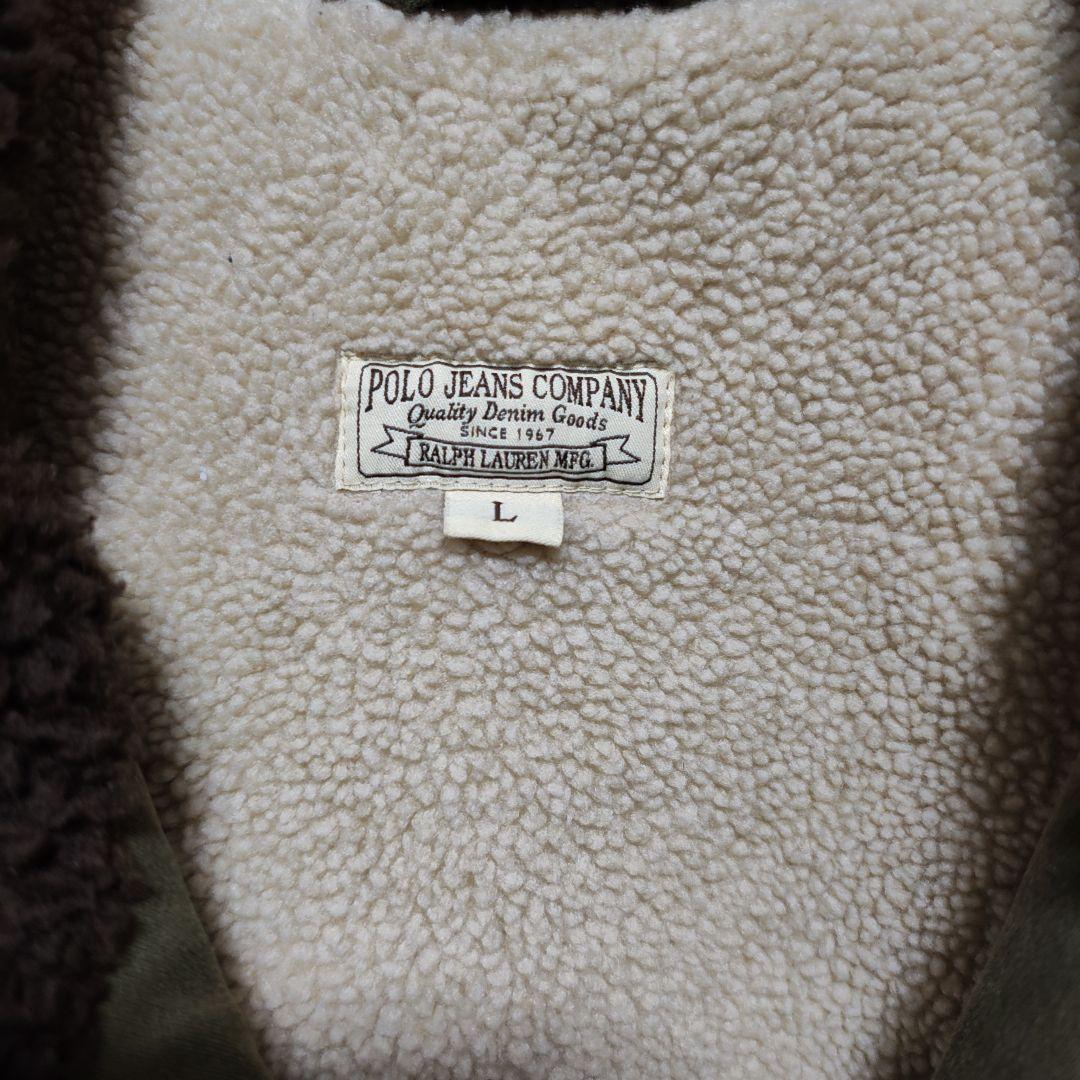 POLO JEANS COMPANY
Quality Denim Goods
SINCE 1967
RALPH LAUREN MFG.
L